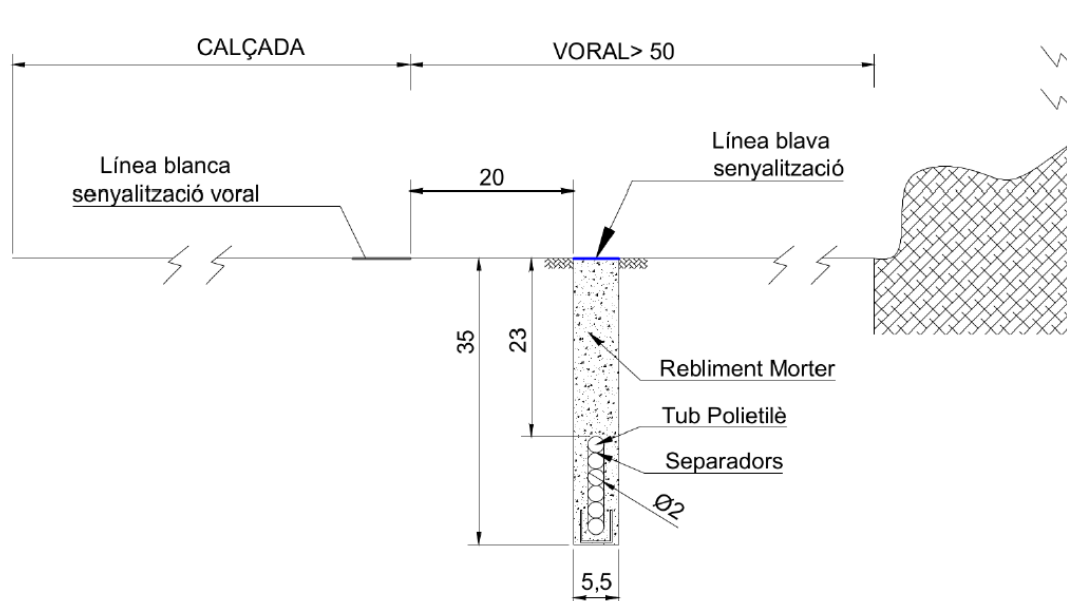 CALÇADA
VORAL> 50
Línea blanca
senyalització voral
20
Línea blava
senyalització
35
23
Rebliment Morter
Tub Polietilè
Separadors
Ø2
5,5